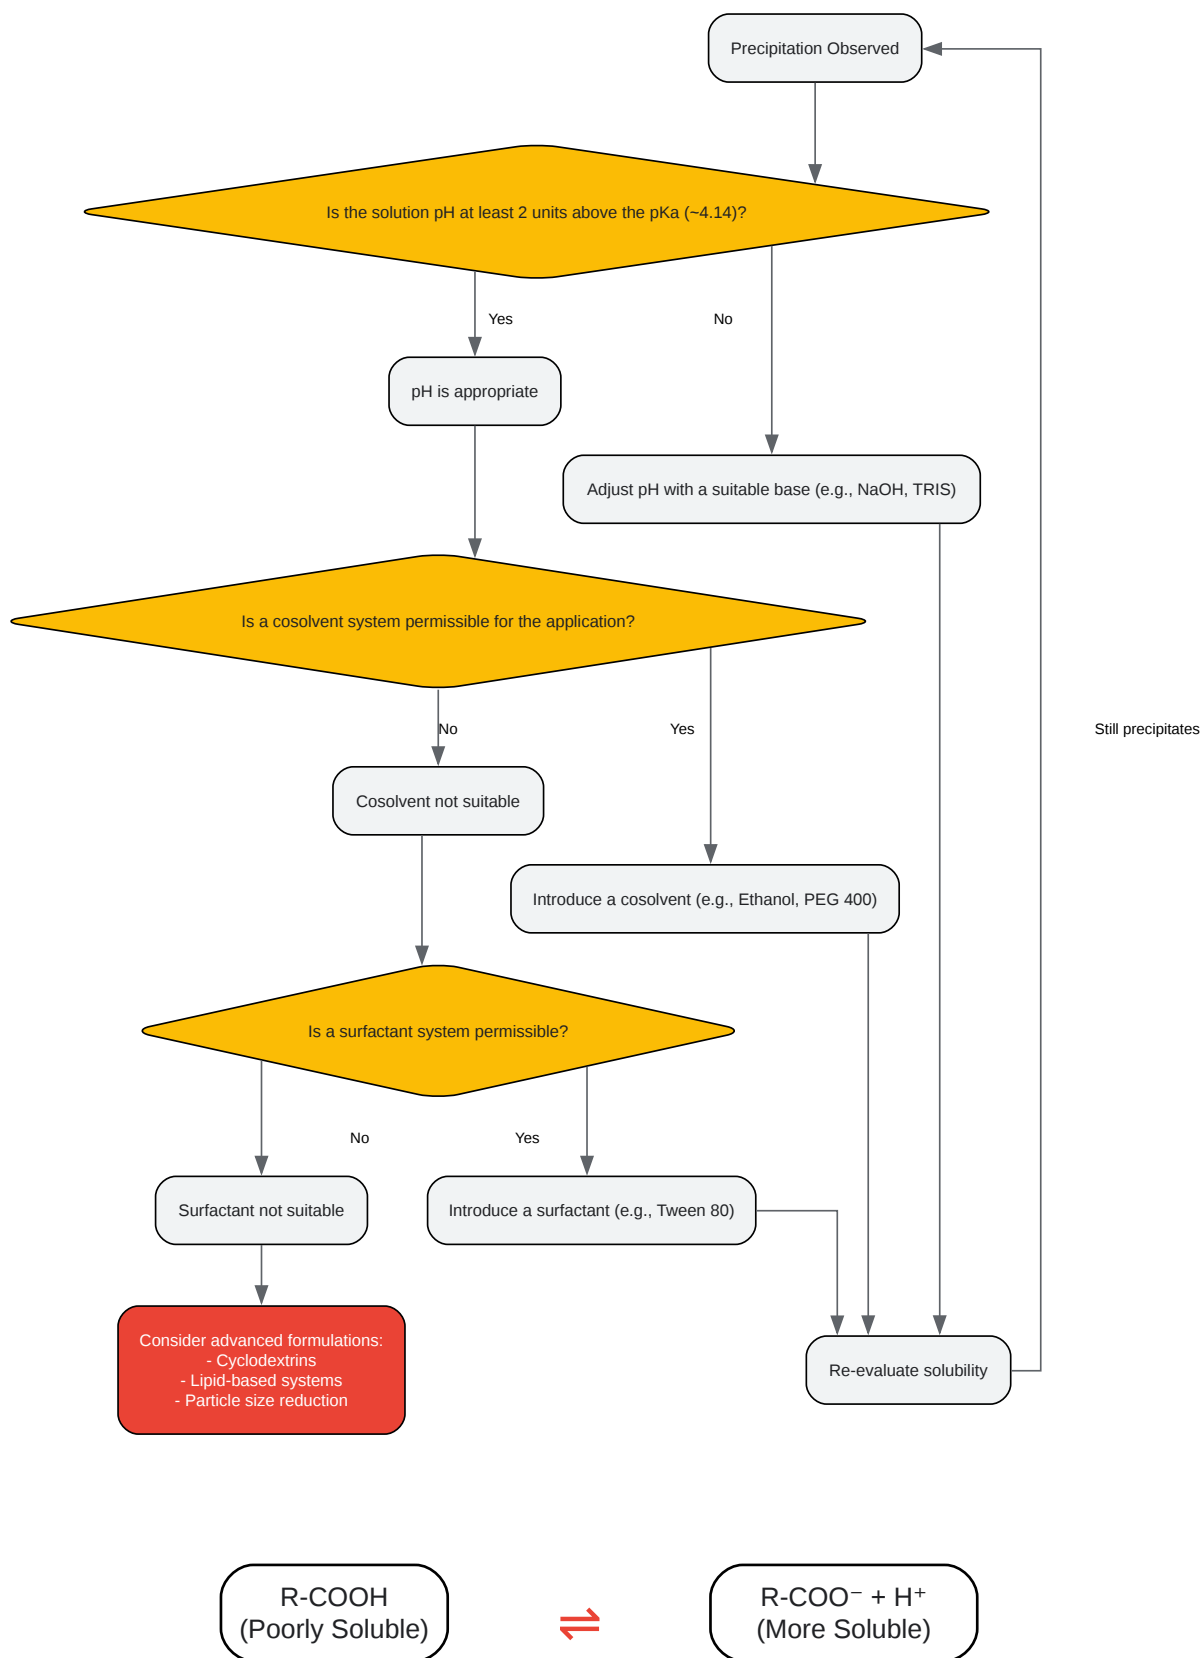 Precipitation Observed
Is the solution pH at least 2 units above the pKa (~4.14)?
Yes
No
pH is appropriate
Adjust pH with a suitable base (e.g., NaOH, TRIS)
Is a cosolvent system permissible for the application?
No
Yes
Still precipitates
Cosolvent not suitable
Introduce a cosolvent (e.g., Ethanol, PEG 400)
Is a surfactant system permissible?
No
Yes
Surfactant not suitable
Introduce a surfactant (e.g., Tween 80)
Consider advanced formulations:
- Cyclodextrins
- Lipid-based systems
- Particle size reduction
Re-evaluate solubility
R-COOH
(Poorly Soluble)
⇌
R-COO⁻ + H⁺
(More Soluble)